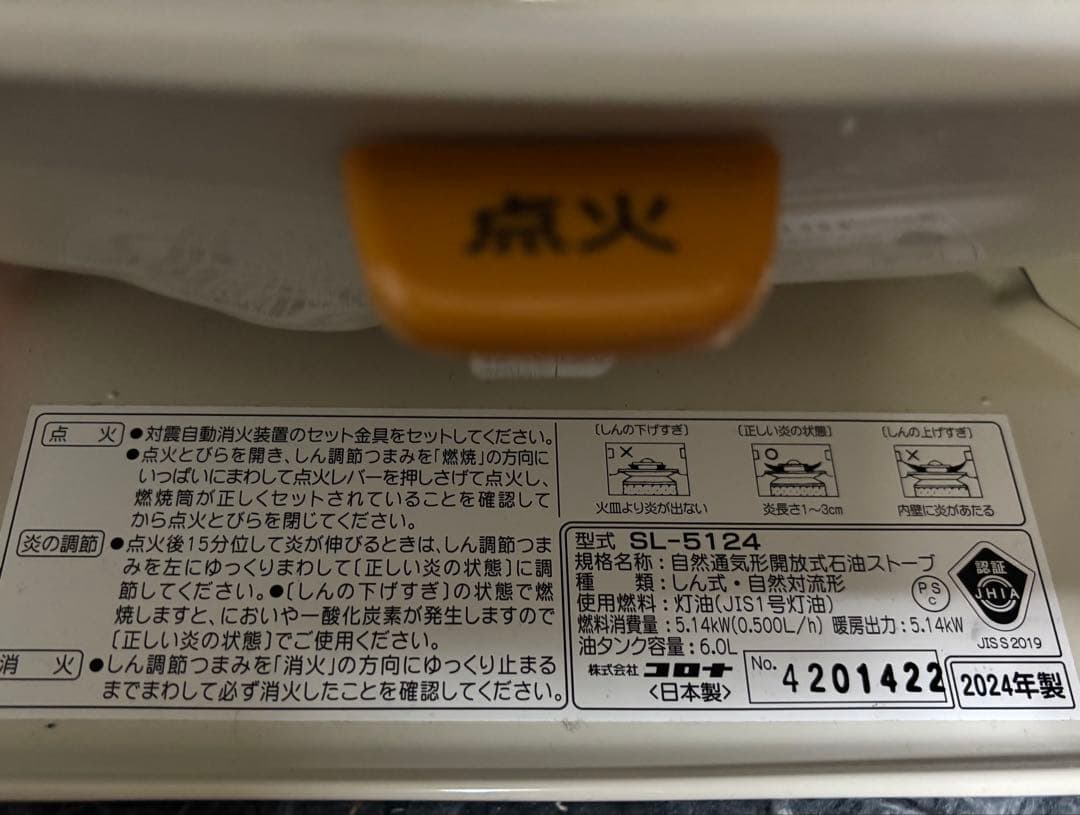 点火
点 火
●対震自動消火装置のセット金具をセットしてください。
●点火とびらを開き、しん調節つまみを「燃焼」の方向に
いっぱいにまわして点火レバーを押しさげて点火し、
燃焼筒が正しくセットされていることを確認して
から点火とびらを閉じてください。
炎の調節
●点火後15分位して炎が伸びるときは、しん調節つま
みを左にゆっくりまわして〔正しい炎の状態〕に調
節してください。●〔しんの下げすぎ〕の状態で燃
焼しますと、においや一酸化炭素が発生しますので
〔正しい炎の状態〕でご使用ください。
消 火
●しん調節つまみを「消火」の方向にゆっくり止まる
までまわして必ず消火したことを確認してください。
〔しんの下げすぎ〕
火皿より炎が出ない
〔正しい炎の状態〕
炎長さ1～3cm
〔しんの上げすぎ〕
内壁に炎があたる
型式 SL-5124
規格名称：自然通気形開放式石油ストーブ
種 類：しん式・自然対流形
使用燃料：灯油(JIS1号灯油)
燃料消費量：5.14kW(0.500L/h) 暖房出力：5.14kW
油タンク容量：6.0L
PS
C
認証
JHIA
JISS2019
株式会社コロナ
<日本製>
No. 4201422
2024年製